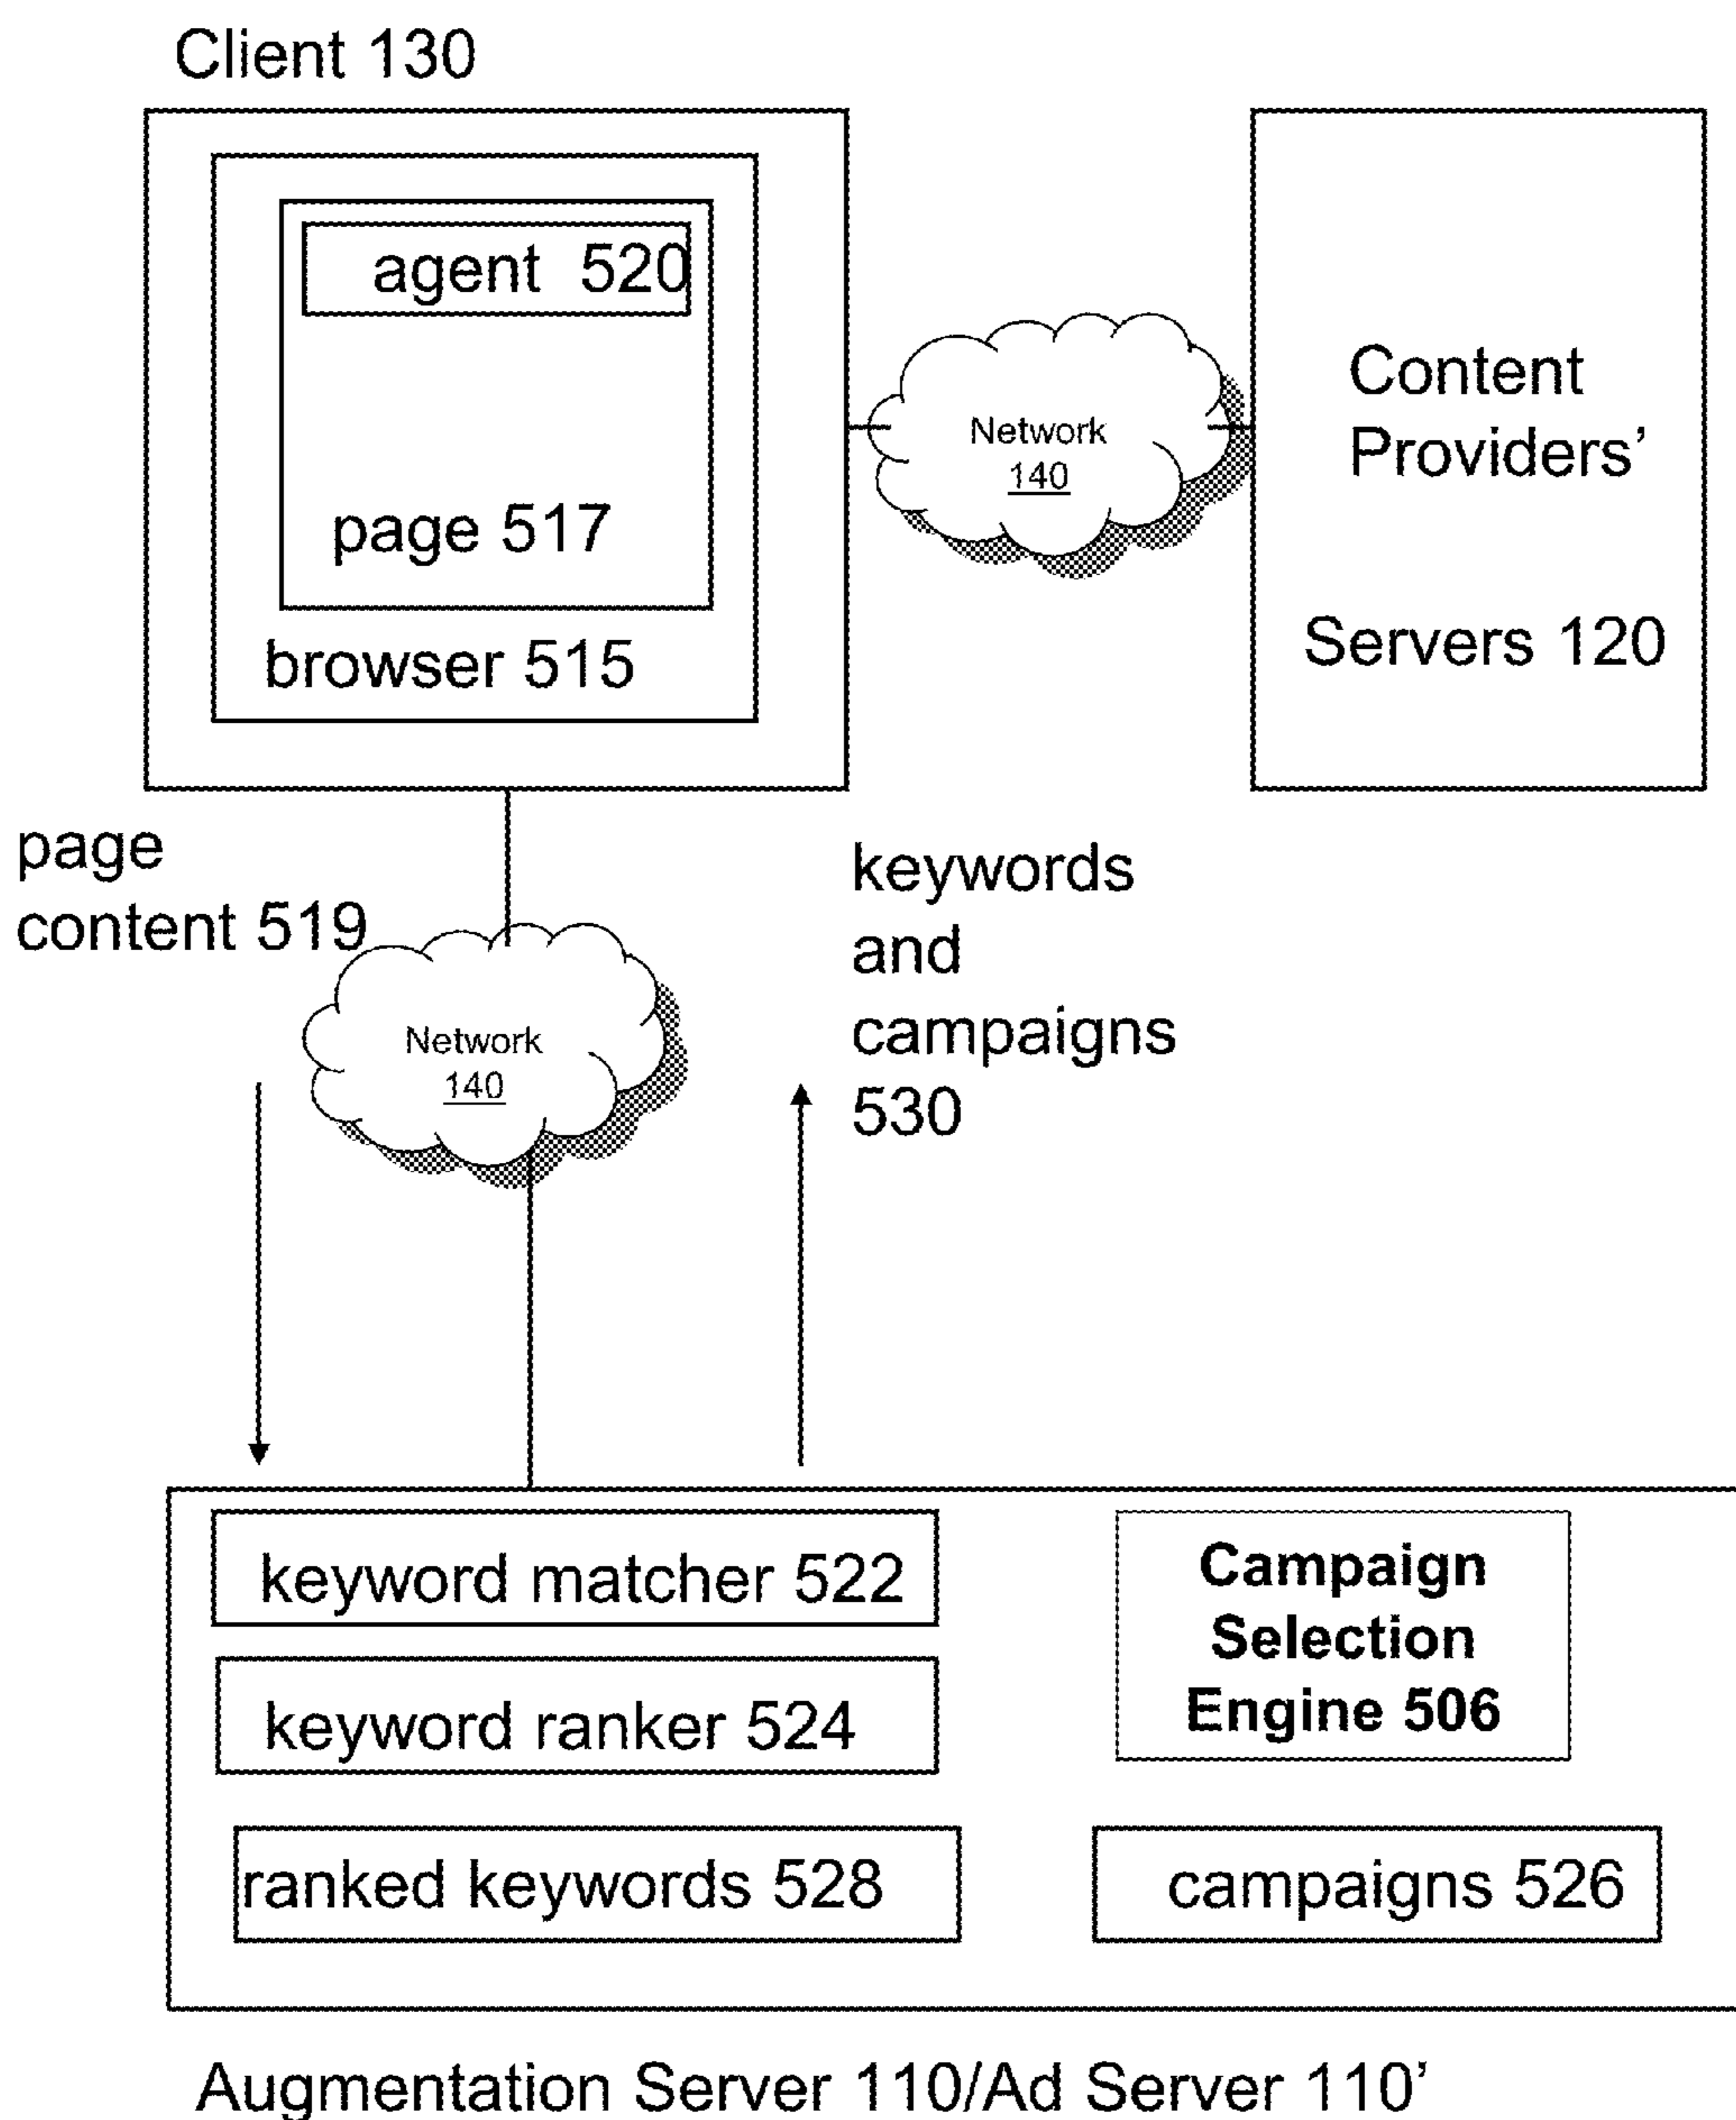 Client 130
agent 520
page 517
browser 515
Network
140
Content
Providers’
Servers 120
page
content 519
Network
140
keywords
and
campaigns
530
keyword matcher 522
keyword ranker 524
ranked keywords 528
Campaign
Selection
Engine 506
campaigns 526
Augmentation Server 110/Ad Server 110’